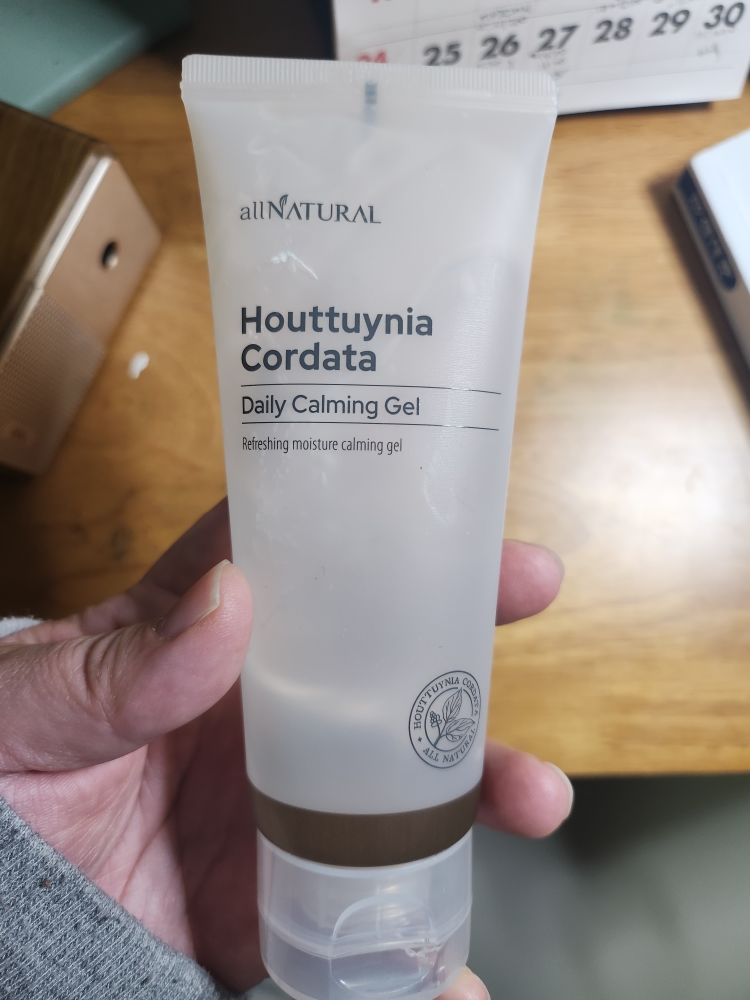 25 26 27 28 29 30
allNATURAL
Houttuynia
Cordata
Daily Calming Gel
Refreshing moisture calming gel
HOUTTUYNIA CORDATA
ALL NATURAL